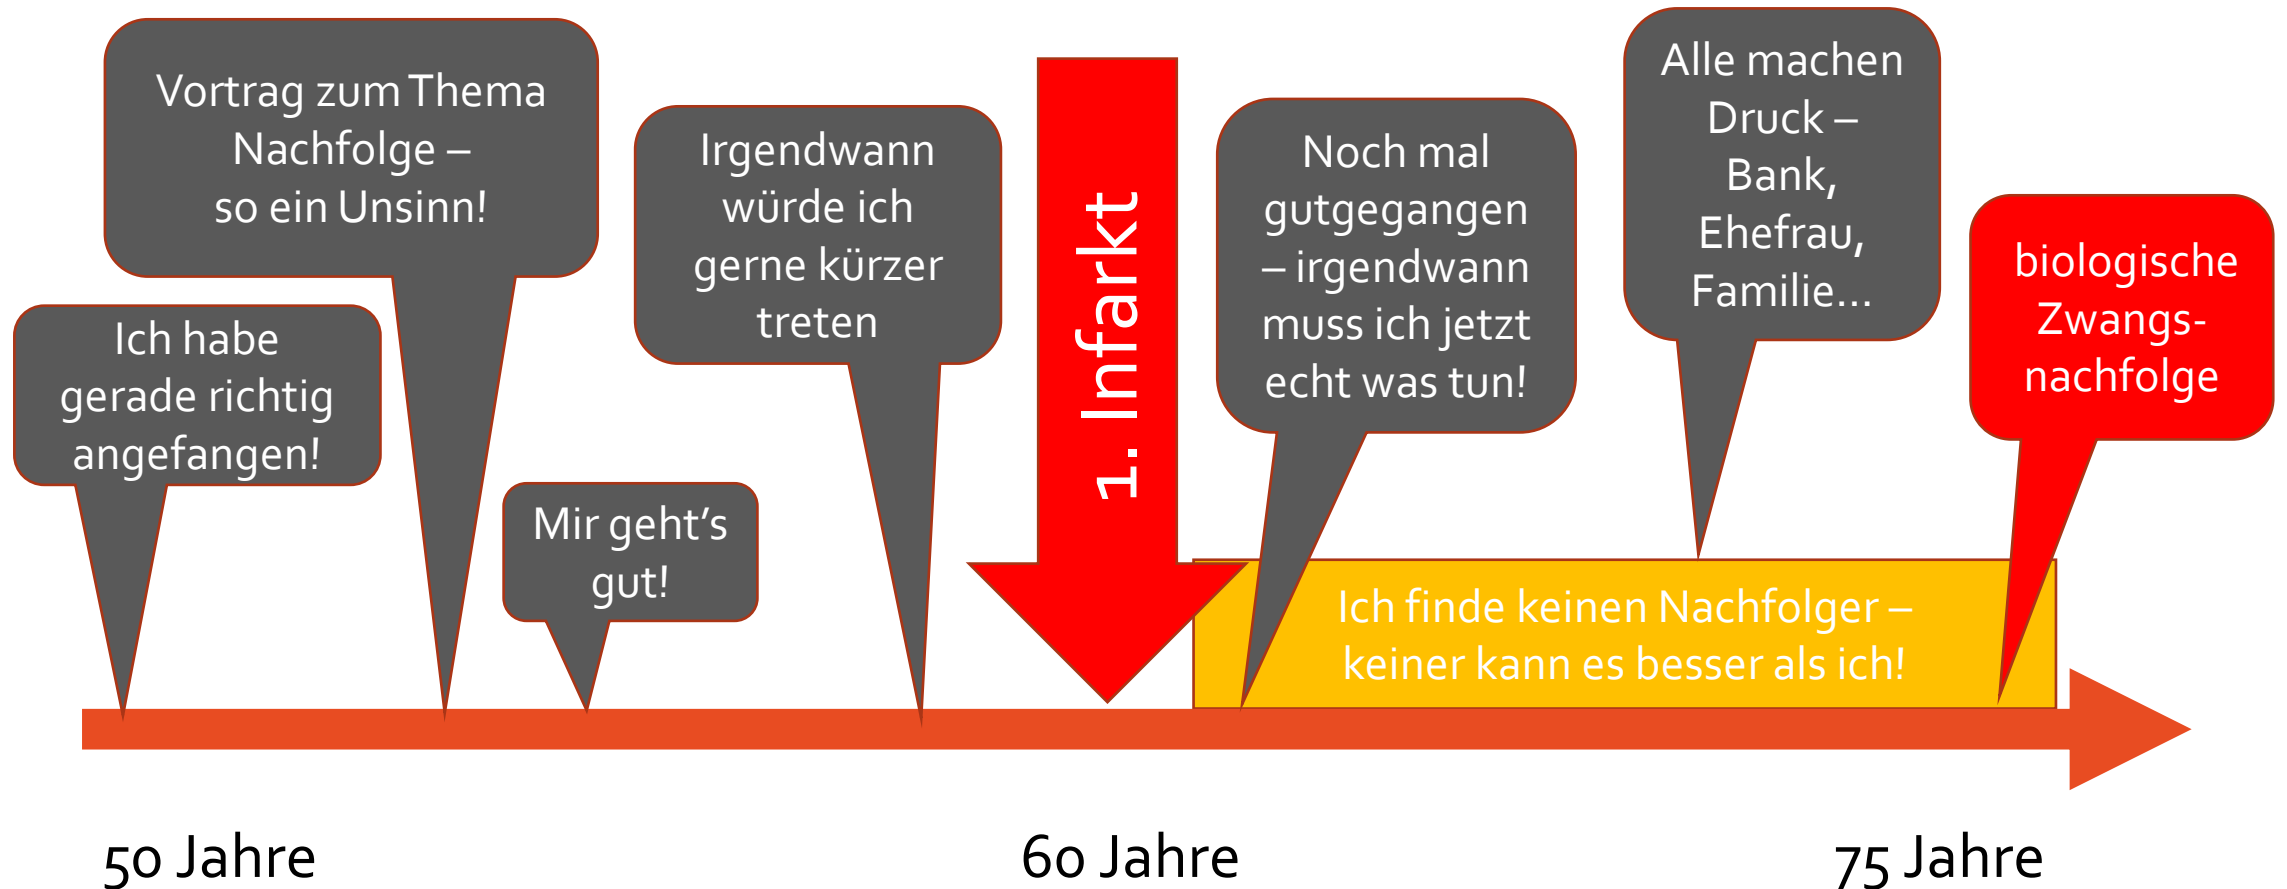 Ich habe
gerade richtig
angefangen!
Vortrag zum Thema
Nachfolge –
so ein Unsinn!
Mir geht's
gut!
Irgendwann
würde ich
gerne kürzer
treten
1. Infarkt
Noch mal
gutgegangen
– irgendwann
muss ich jetzt
echt was tun!
Alle machen
Druck –
Bank,
Ehefrau,
Familie...
biologische
Zwangs-
nachfolge
Ich finde keinen Nachfolger –
keiner kann es besser als ich!
50 Jahre
60 Jahre
75 Jahre